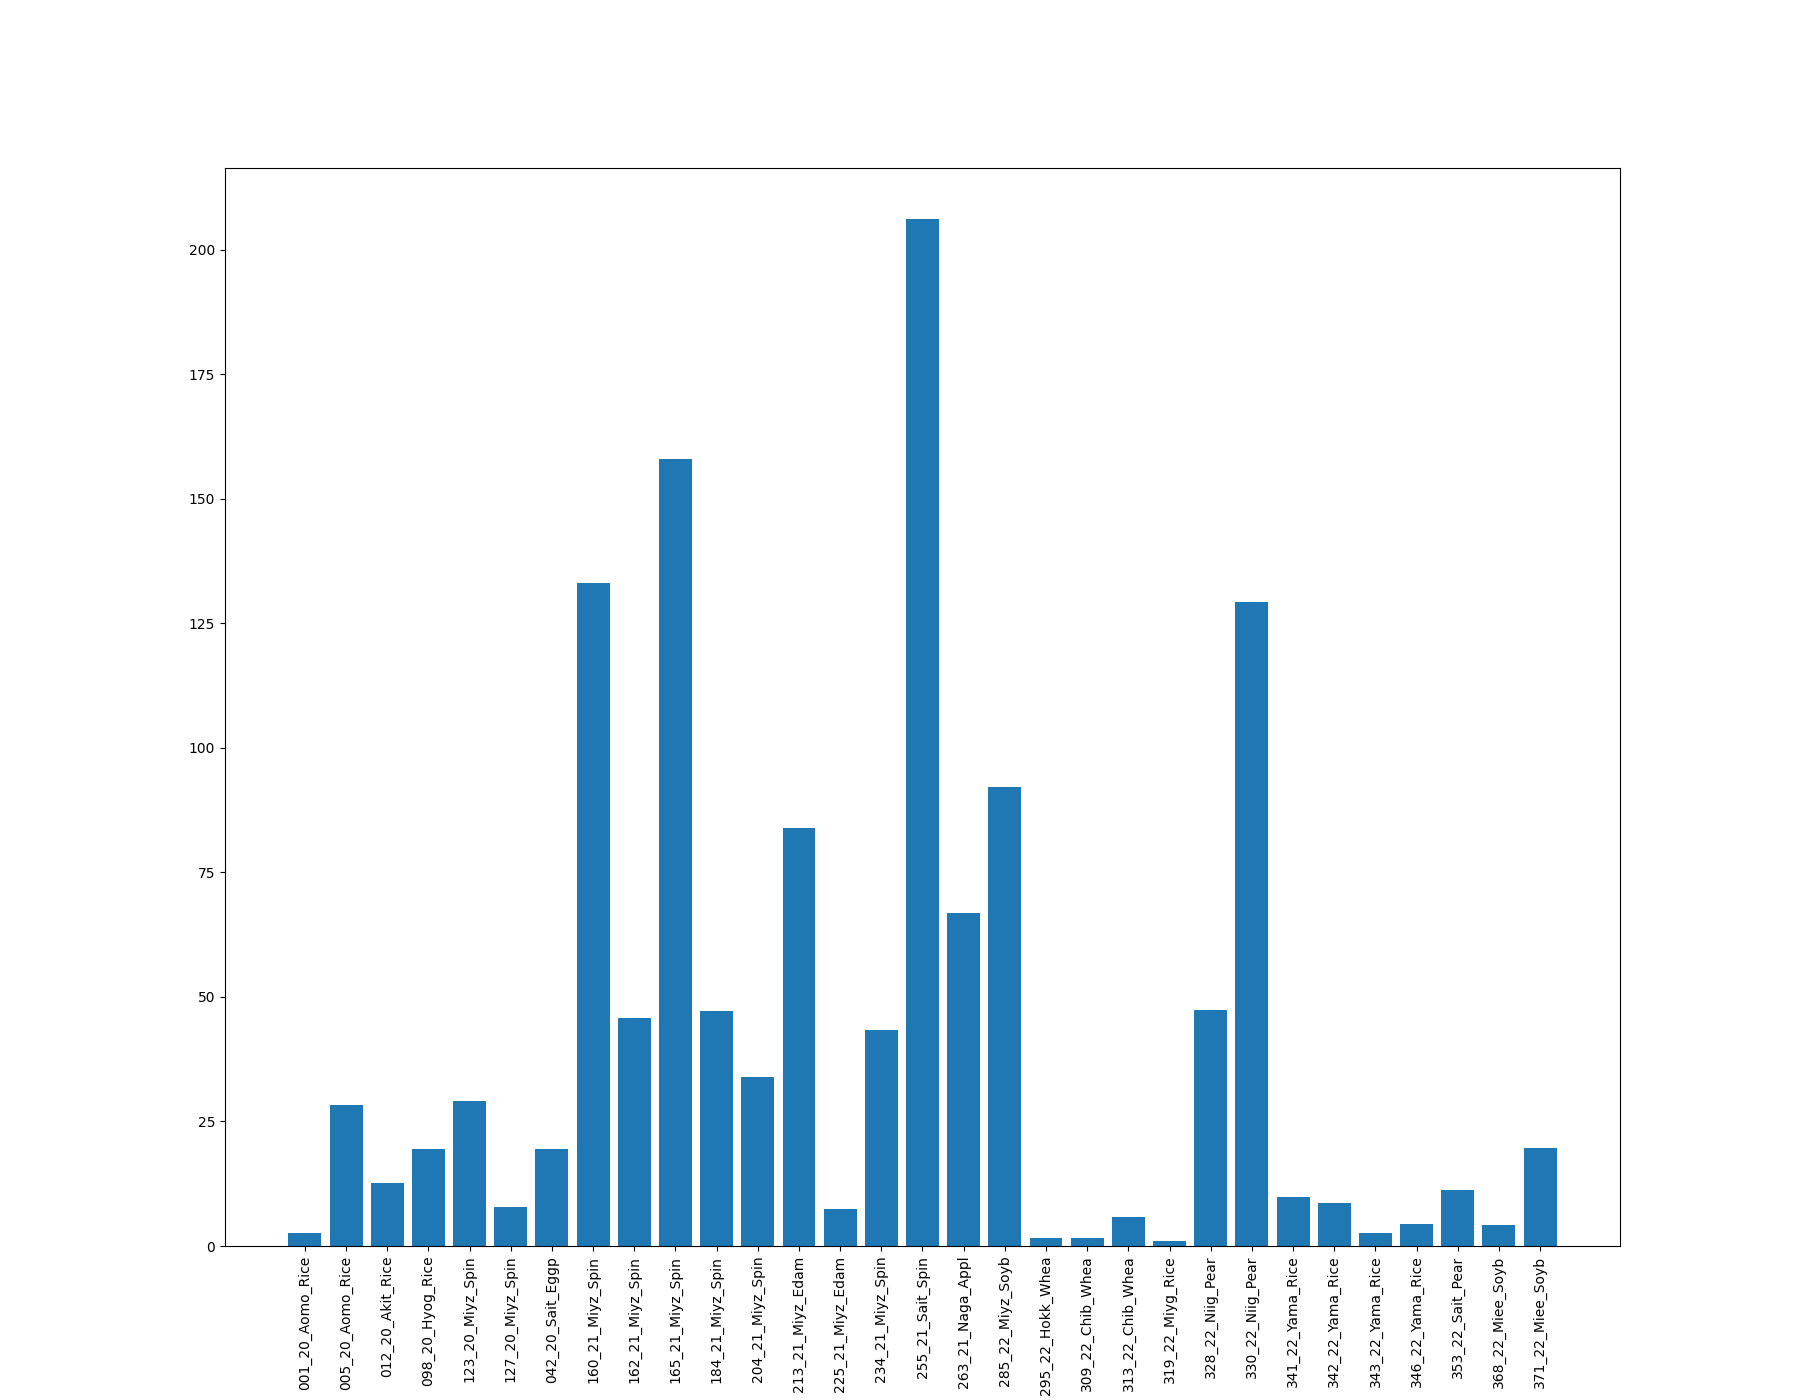 200
175
150
125
100
75
50
25
0
001_20_Aomo_Rice
005_20_Aomo_Rice
012_20_Akit_Rice
098_20_Hyog_Rice
123_20_Miyz_Spin
127_20_Miyz_Spin
042_20_Sait_Eggp
160_21_Miyz_Spin
162_21_Miyz_Spin
165_21_Miyz_Spin
184_21_Miyz_Spin
204_21_Miyz_Spin
213_21_Miyz_Edam
225_21_Miyz_Edam
234_21_Miyz_Spin
255_21_Sait_Spin
263_21_Naga_Appl
285_22_Miyz_Soyb
295_22_Hokk_Whea
309_22_Chib_Whea
313_22_Chib_Whea
319_22_Miyg_Rice
328_22_Niig_Pear
330_22_Niig_Pear
341_22_Yama_Rice
342_22_Yama_Rice
343_22_Yama_Rice
346_22_Yama_Rice
353_22_Sait_Pear
368_22_Miee_Soyb
371_22_Miee_Soyb